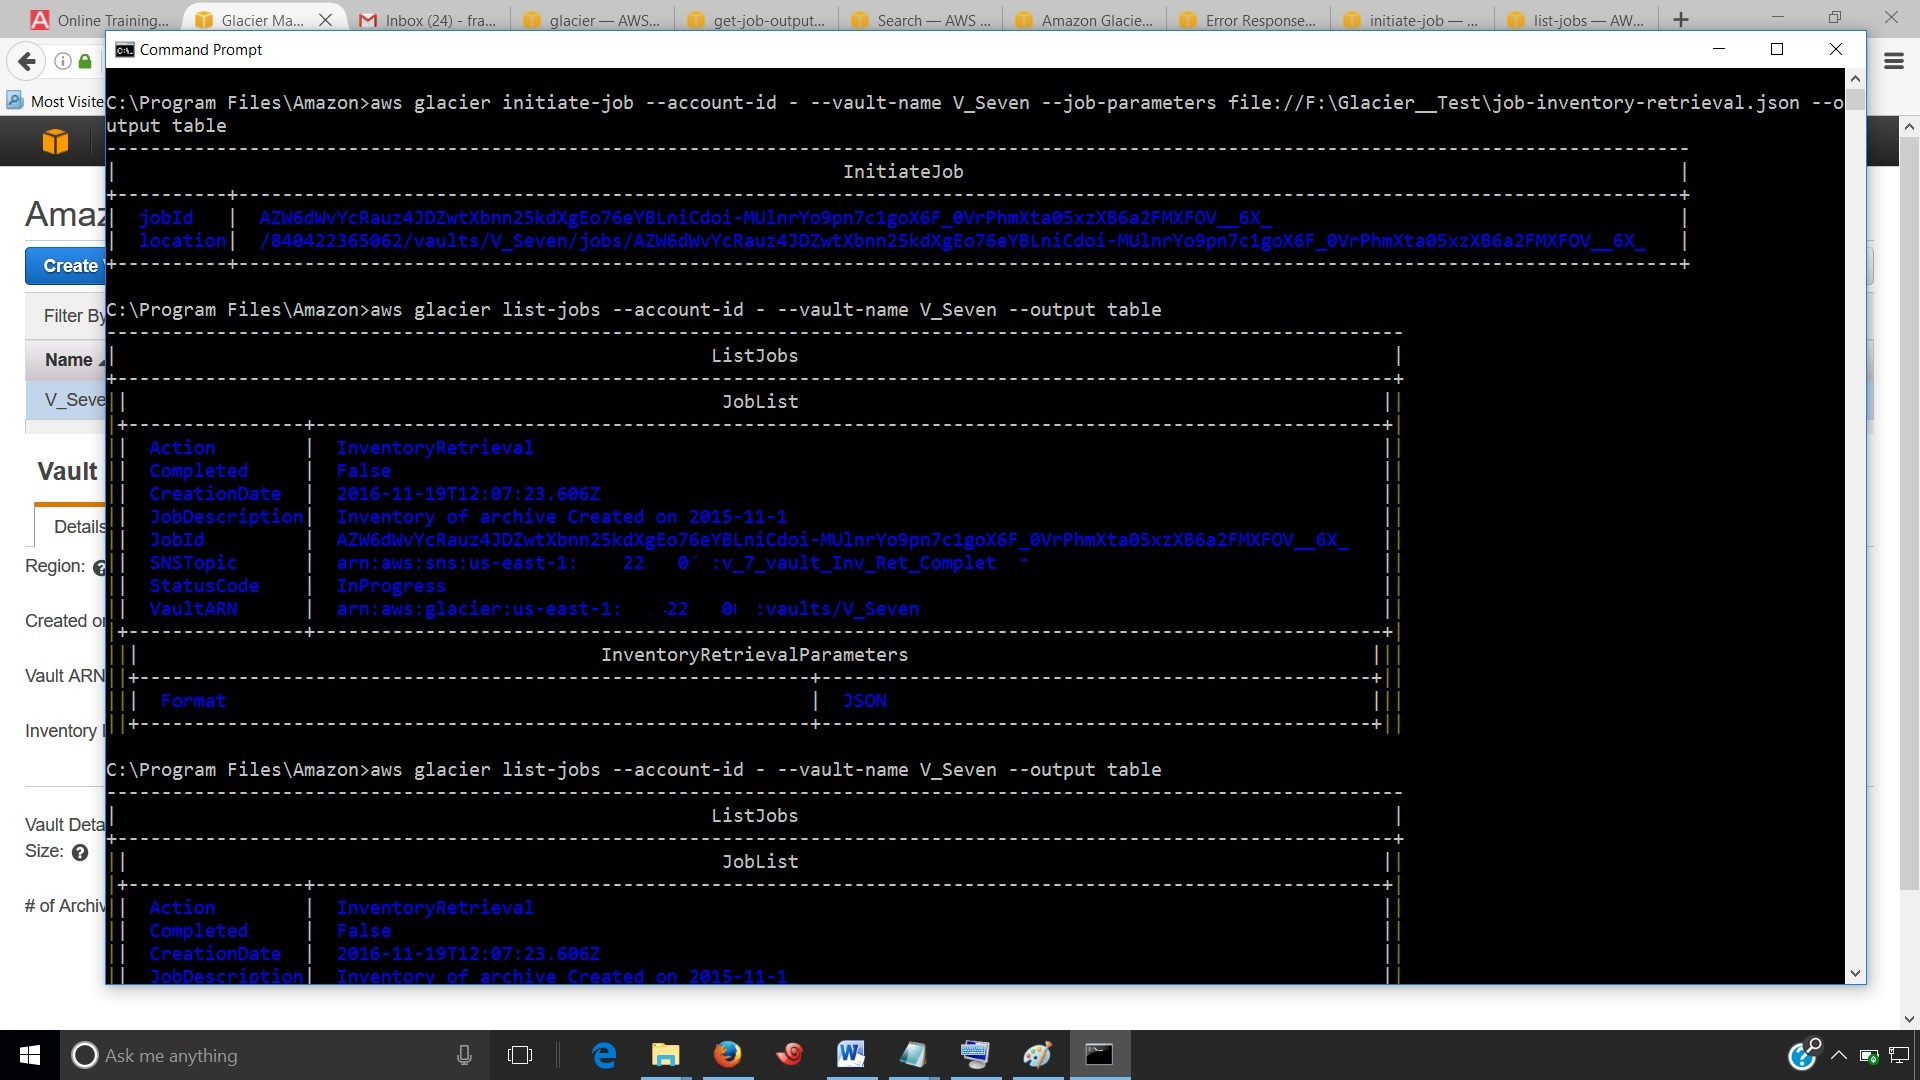 Online Training...
Glacier Ma...
Inbox (24) - fra...
glacier — AWS...
get-job-output...
Search — AWS ...
Amazon Glacie...
Error Response...
initiate-job — ...
list-jobs — AW...
Command Prompt
Most Visite
C:\Program Files\Amazon>aws glacier initiate-job --account-id - --vault-name V_Seven --job-parameters file://F:\Glacier__Test\job-inventory-retrieval.json --o
utput table
InitiateJob
jobId | AZW6dWvYcRauz4JDZwtXbnn25kdXgEo76eYBLniCdoi-MUlnrYo9pn7c1goX6F_0VrPhmXta05xzXB6a2FMXFOV__6X_
location | /840422365062/vaults/V_Seven/jobs/AZW6dWvYcRauz4JDZwtXbnn25kdXgEo76eYBLniCdoi-MUlnrYo9pn7c1goX6F_0VrPhmXta05xzXB6a2FMXFOV__6X_
C:\Program Files\Amazon>aws glacier list-jobs --account-id - --vault-name V_Seven --output table
ListJobs
JobList
Action | InventoryRetrieval
Completed | False
CreationDate | 2016-11-19T12:07:23.606Z
JobDescription | Inventory of archive Created on 2015-11-1
JobId | AZW6dWvYcRauz4JDZwtXbnn25kdXgEo76eYBLniCdoi-MUlnrYo9pn7c1goX6F_0VrPhmXta05xzXB6a2FMXFOV__6X_
SNSTopic | arn:aws:sns:us-east-1: 22 0 :v_7_vault_Inv_Ret_Complet
StatusCode | InProgress
VaultARN | arn:aws:glacier:us-east-1: 22 0 :vaults/V_Seven
InventoryRetrievalParameters
Format | JSON
C:\Program Files\Amazon>aws glacier list-jobs --account-id - --vault-name V_Seven --output table
ListJobs
JobList
Action | InventoryRetrieval
Completed | False
CreationDate | 2016-11-19T12:07:23.606Z
JobDescription | Inventory of archive Created on 2015-11-1
Amaz
Create
Filter By
Name
V_Seve
Vault
Details
Region:
Created o
Vault ARN
Inventory
Vault Deta
Size:
# of Archiv
Ask me anything